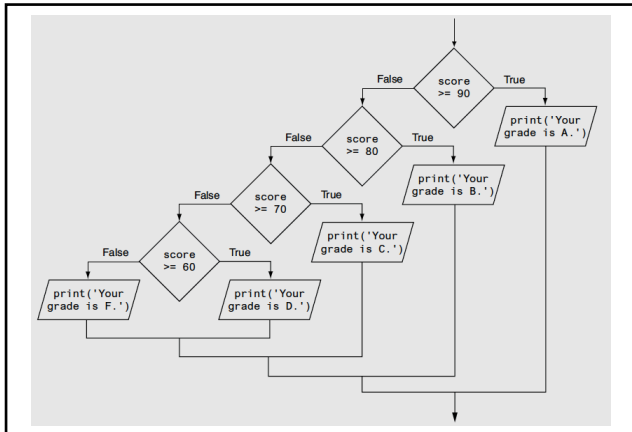 score
>= 90
False
True
print('Your
grade is A.')
score
>= 80
False
True
print('Your
grade is B.')
score
>= 70
False
True
print('Your
grade is C.')
score
>= 60
False
True
print('Your
grade is F.')
print('Your
grade is D.')